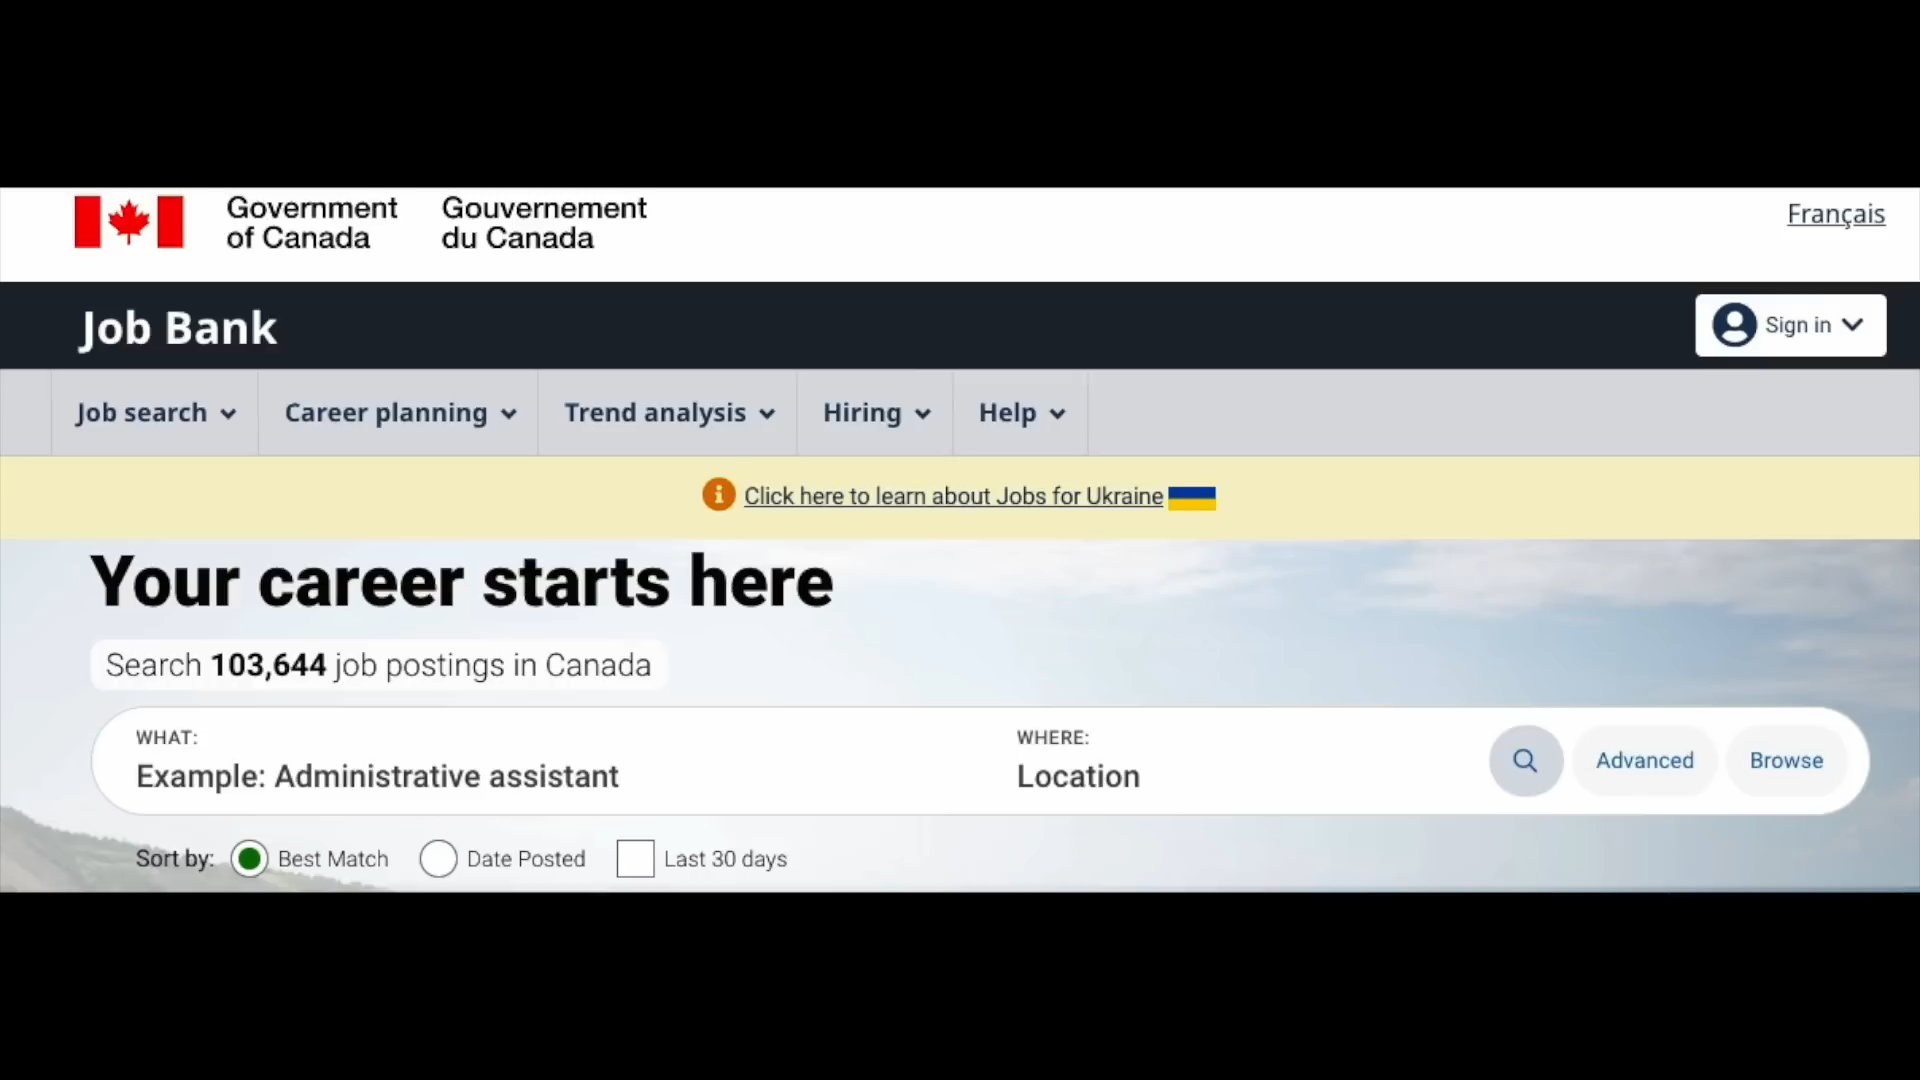 Government of Canada
Gouvernement du Canada
Français
Job Bank
Sign in
Job search
Career planning
Trend analysis
Hiring
Help
Click here to learn about Jobs for Ukraine
Your career starts here
Search 103,644 job postings in Canada
WHAT:
Example: Administrative assistant
WHERE:
Location
Advanced
Browse
Sort by:
Best Match
Date Posted
Last 30 days